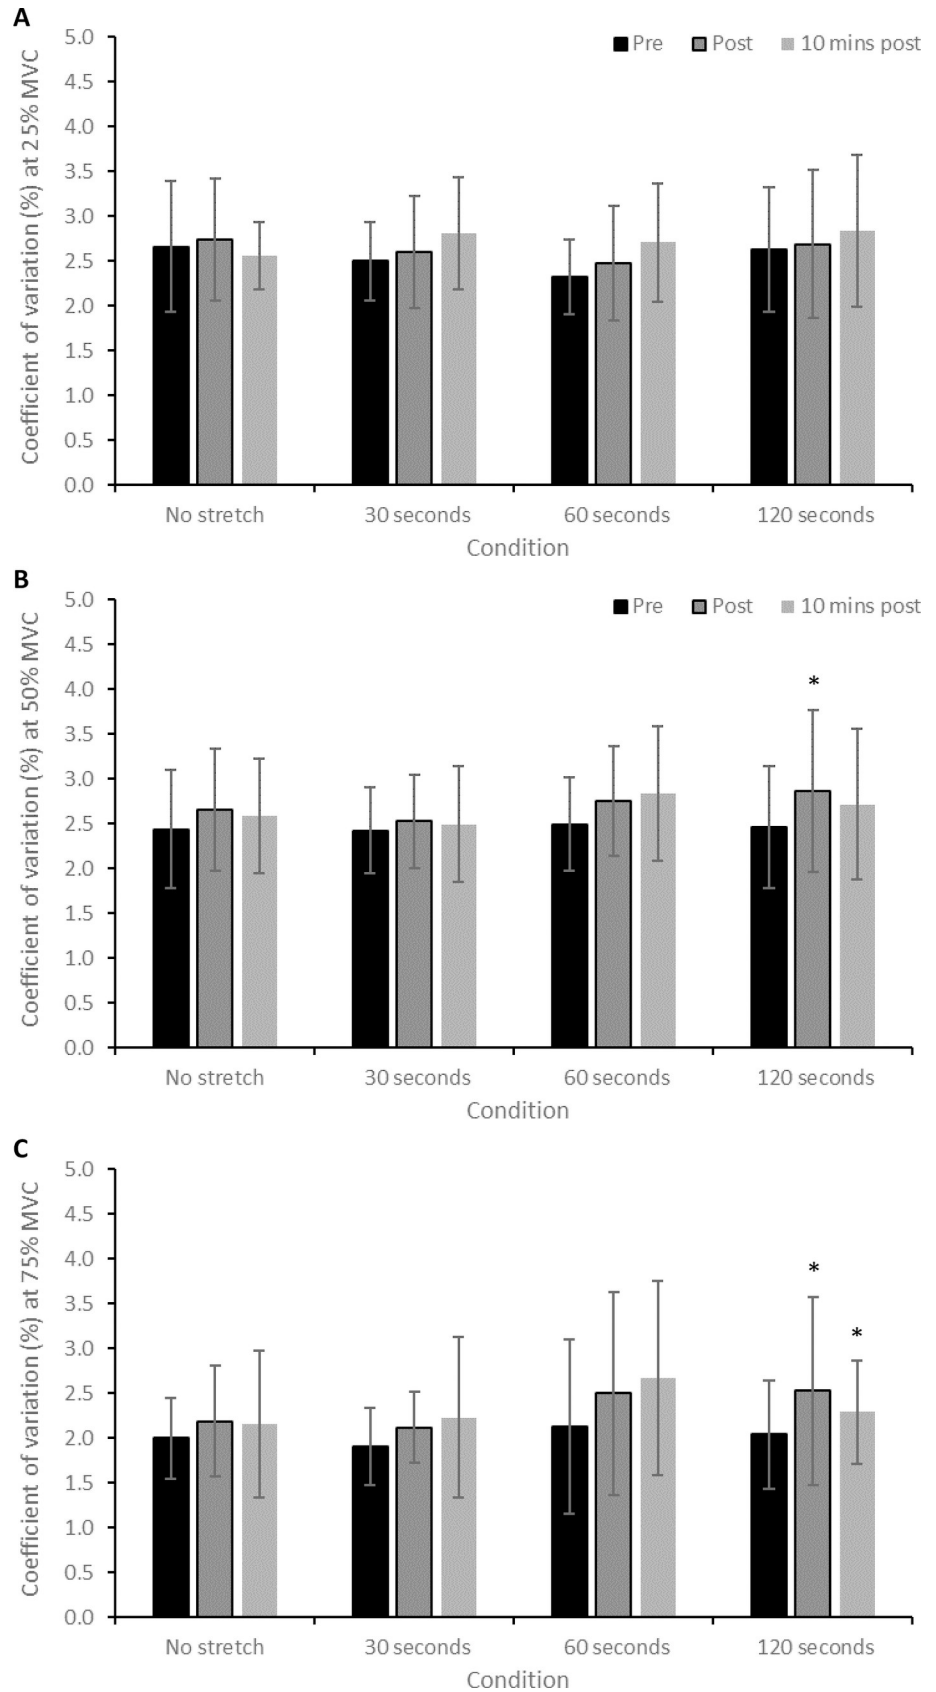 A
Coefficient of variation (%) at 25% MVC
5.0
4.5
4.0
3.5
3.0
2.5
2.0
1.5
1.0
0.5
0.0
Pre Post 10 mins post
No stretch 30 seconds 60 seconds 120 seconds
Condition
B
Coefficient of variation (%) at 50% MVC
5.0
4.5
4.0
3.5
3.0
2.5
2.0
1.5
1.0
0.5
0.0
Pre Post 10 mins post
*
No stretch 30 seconds 60 seconds 120 seconds
Condition
C
Coefficient of variation (%) at 75% MVC
5.0
4.5
4.0
3.5
3.0
2.5
2.0
1.5
1.0
0.5
0.0
*
*
No stretch 30 seconds 60 seconds 120 seconds
Condition